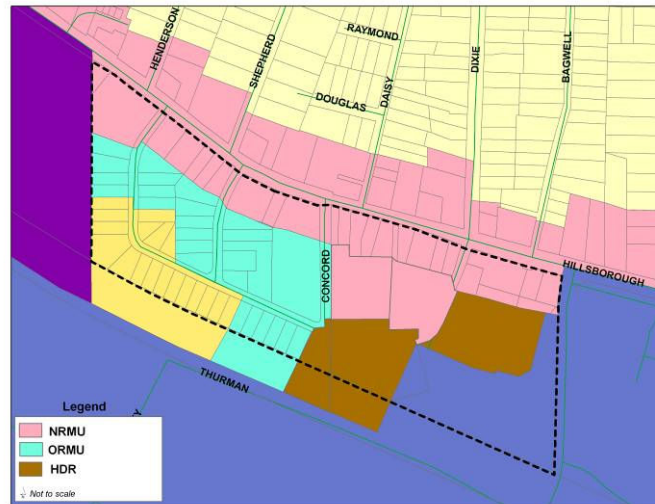 RAYMOND
HENDERSON
SHEPHERD
DAISY
DIXIE
BAGWELL
DOUGLAS
HILLSBOROUGH
CONCORD
THURMAN
Legend
NRMU
ORMU
HDR
Not to scale